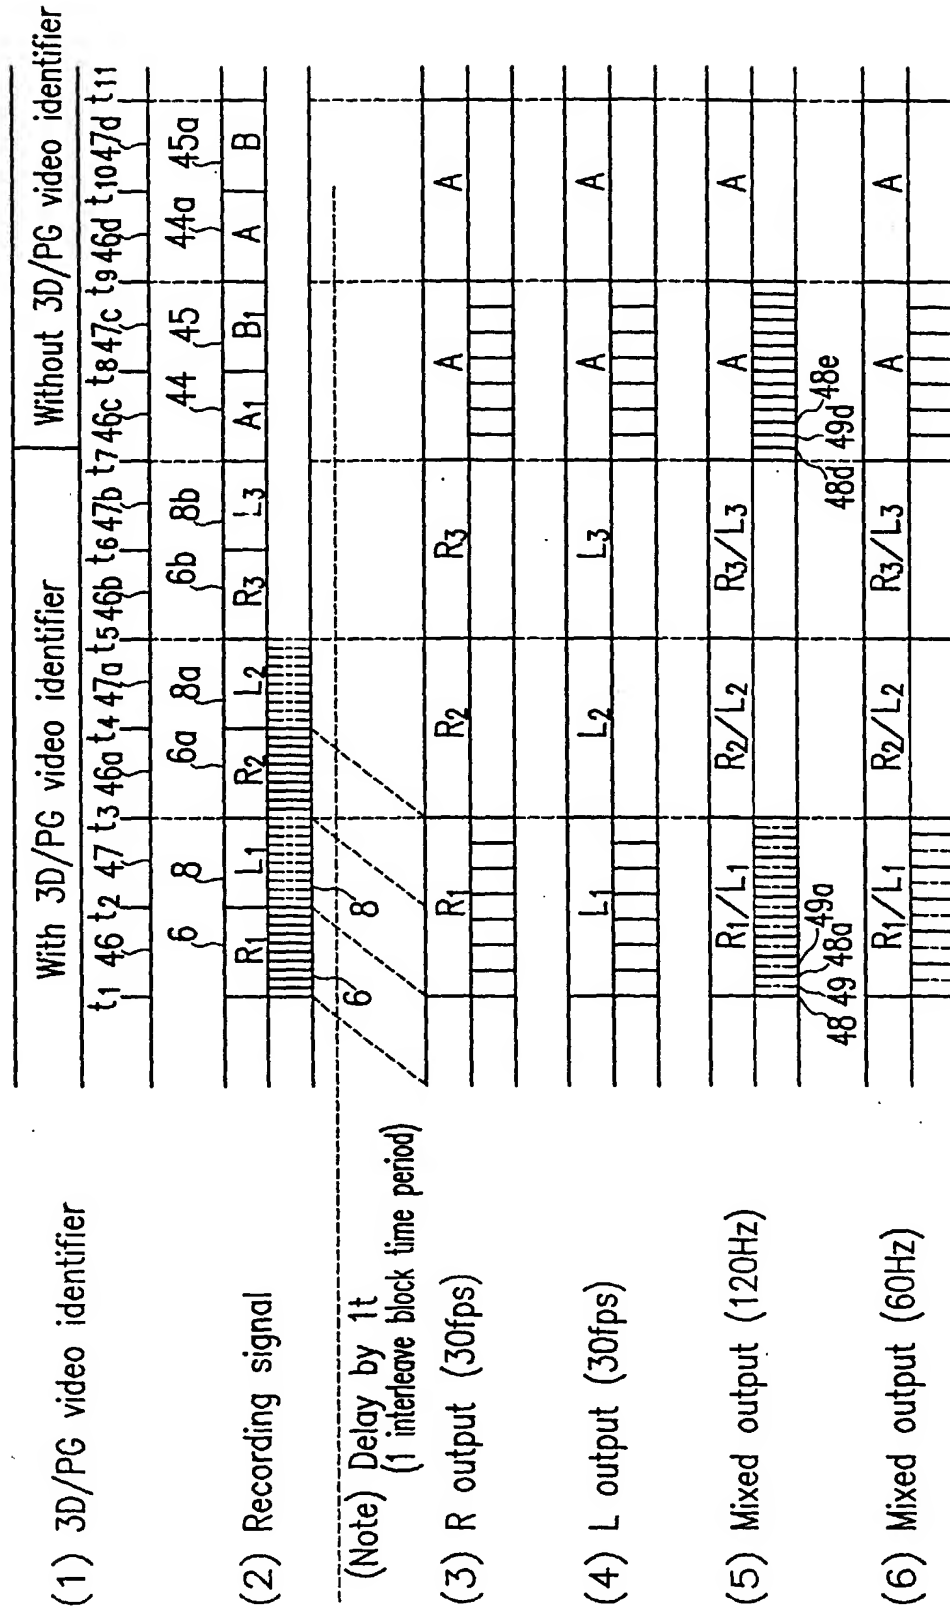 (1) 3D/PG video identifier
With 3D/PG video identifier
Without 3D/PG video identifier
t1 46 t2 47 t3 46a t4 47a t5 46b t6 47b t7 46c t8 47c t9 46d t10 47d t11
6 8 6a 8a 6b 8b 44 45 44a 45a
(2) Recording signal
R1 L1 R2 L2 R3 L3 A1 B1 A B
6 8
(Note) Delay by 1t
(1 interleave block time period)
(3) R output (30fps)
R1 R2 R3 A A
(4) L output (30fps)
L1 L2 L3 A A
(5) Mixed output (120Hz)
R1/L1 R2/L2 R3/L3 A A
48 49 48a 49a 48d 49d 48e
(6) Mixed output (60Hz)
R1/L1 R2/L2 R3/L3 A A